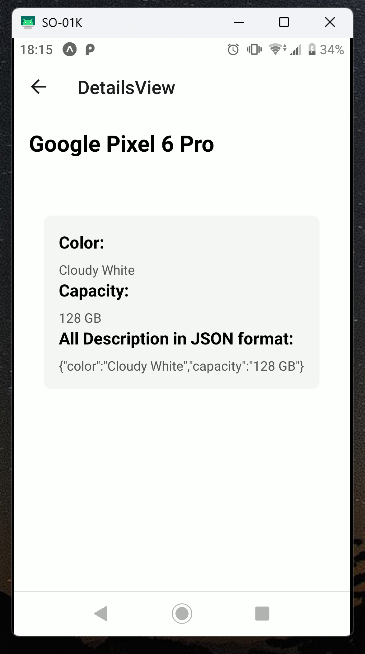 SO-01K
18:15
34%
DetailsView
Google Pixel 6 Pro
Color:
Cloudy White
Capacity:
128 GB
All Description in JSON format:
{"color":"Cloudy White","capacity":"128 GB"}